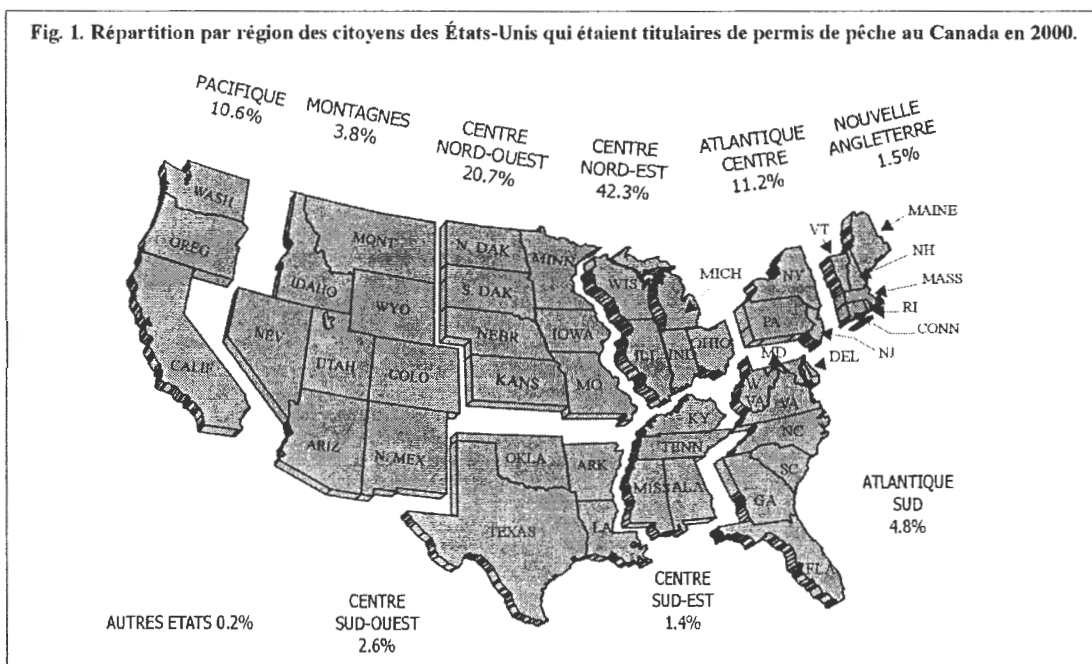 Fig. 1. Répartition par région des citoyens des États-Unis qui étaient titulaires de permis de pêche au Canada en 2000.
PACIFIQUE
10.6%
MONTAGNES
3.8%
CENTRE
NORD-OUEST
20.7%
CENTRE
NORD-EST
42.3%
ATLANTIQUE
CENTRE
11.2%
NOUVELLE
ANGLETERRE
1.5%
WASH
OREG
CALIF
MONT
IDAHO
WYO
NEV
UTAH
COLO
ARIZ
N. MEX
N. DAK
MINN
S. DAK
NEBR
IOWA
KANS
MO
WIS
MICH
ILL
IND
OHIO
NY
PA
NJ
VT
MAINE
NH
MASS
RI
CONN
MD
DEL
W
VA
VA
NC
SC
GA
FLA
KY
TENN
MISS
ALA
OKLA
ARK
TEXAS
LA
ATLANTIQUE
SUD
4.8%
CENTRE
SUD-EST
1.4%
CENTRE
SUD-OUEST
2.6%
AUTRES ETATS 0.2%